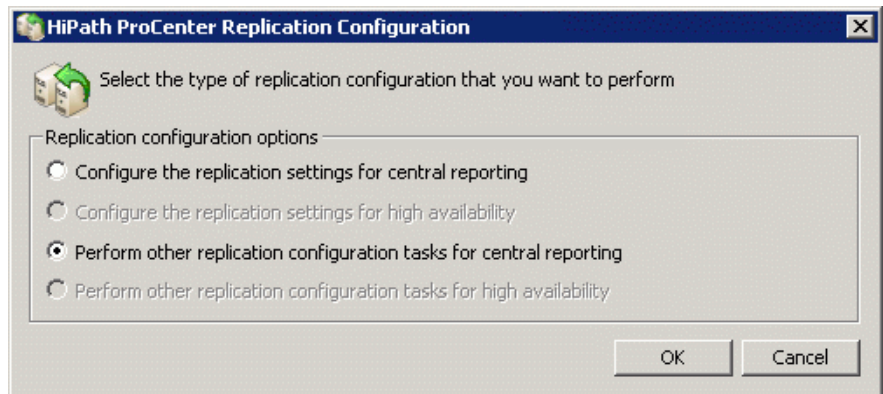 HiPath ProCenter Replication Configuration
Select the type of replication configuration that you want to perform
Replication configuration options
Configure the replication settings for central reporting
Configure the replication settings for high availability
Perform other replication configuration tasks for central reporting
Perform other replication configuration tasks for high availability
OK
Cancel